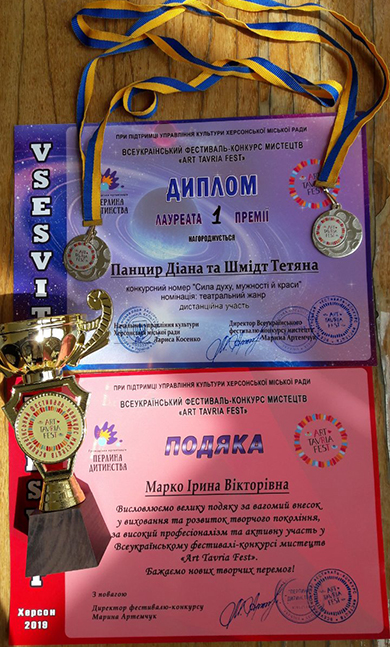 VSESVIT
ПРИ ПІДТРИМЦІ УПРАВЛІННЯ КУЛЬТУРИ ХЕРСОНСЬКОЇ МІСЬКОЇ РАДИ
ВСЕУКРАЇНСЬКИЙ ФЕСТИВАЛЬ-КОНКУРС МИСТЕЦТВ
«ART TAVRIA FEST»
ПЕРЛИНА
ДИТИНСТВА
ДИПЛОМ
ЛАУРЕАТА 1 ПРЕМІЇ
НАГОРОДЖУЄТЬСЯ
ART
TAVRIA
FEST
Панцир Діана та Шмідт Тетяна
конкурсний номер "Сила духу, мужності й краси"
номінація: театральний жанр
дистанційна участь
Начальник управління культури
Херсонської міської ради
Лариса Косенко
Директор Всеукраїнського
фестивалю-конкурсу мистецтв
Марина Артемчук
ПРИ ПІДТРИМЦІ УПРАВЛІННЯ КУЛЬТУРИ ХЕРСОНСЬКОЇ МІСЬКОЇ РАДИ
ВСЕУКРАЇНСЬКИЙ ФЕСТИВАЛЬ-КОНКУРС МИСТЕЦТВ
«ART TAVRIA FEST»
ПЕРЛИНА
ДИТИНСТВА
ПОДЯКА
ART
TAVRIA
FEST
ART
TAVRIA
FEST
Марко Ірина Вікторівна
Висловлюємо велику подяку за вагомий внесок
у виховання та розвиток творчого покоління,
за високий професіоналізм та активну участь у
Всеукраїнському фестивалі-конкурсі мистецтв
«Art Tavria Fest».
Бажаємо нових творчих перемог!
З повагою
Директор фестивалю-конкурсу
Марина Артемчук
ART
TAVRIA
FEST
Херсон
2019